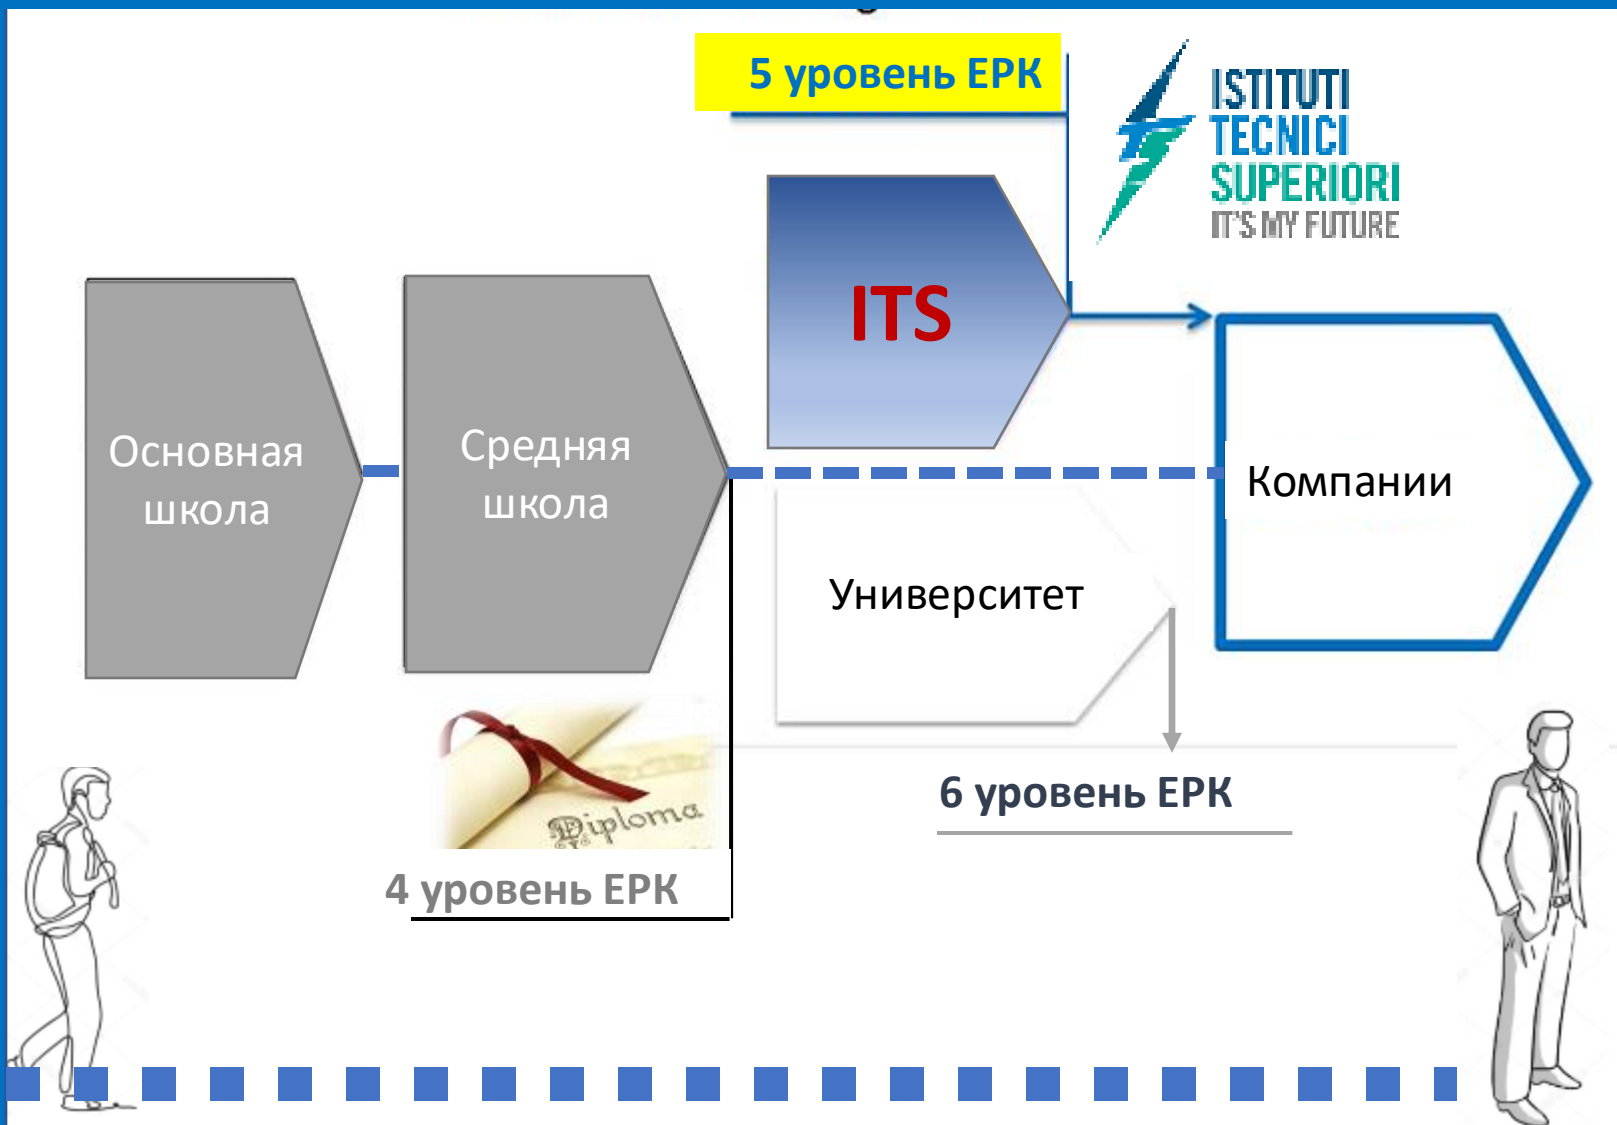 5 уровень ЕРК
ISTITUTI
TECNICI
SUPERIORI
IT'S MY FUTURE
ITS
Основная
школа
Средняя
школа
Компании
Университет
Diploma
6 уровень ЕРК
4 уровень ЕРК